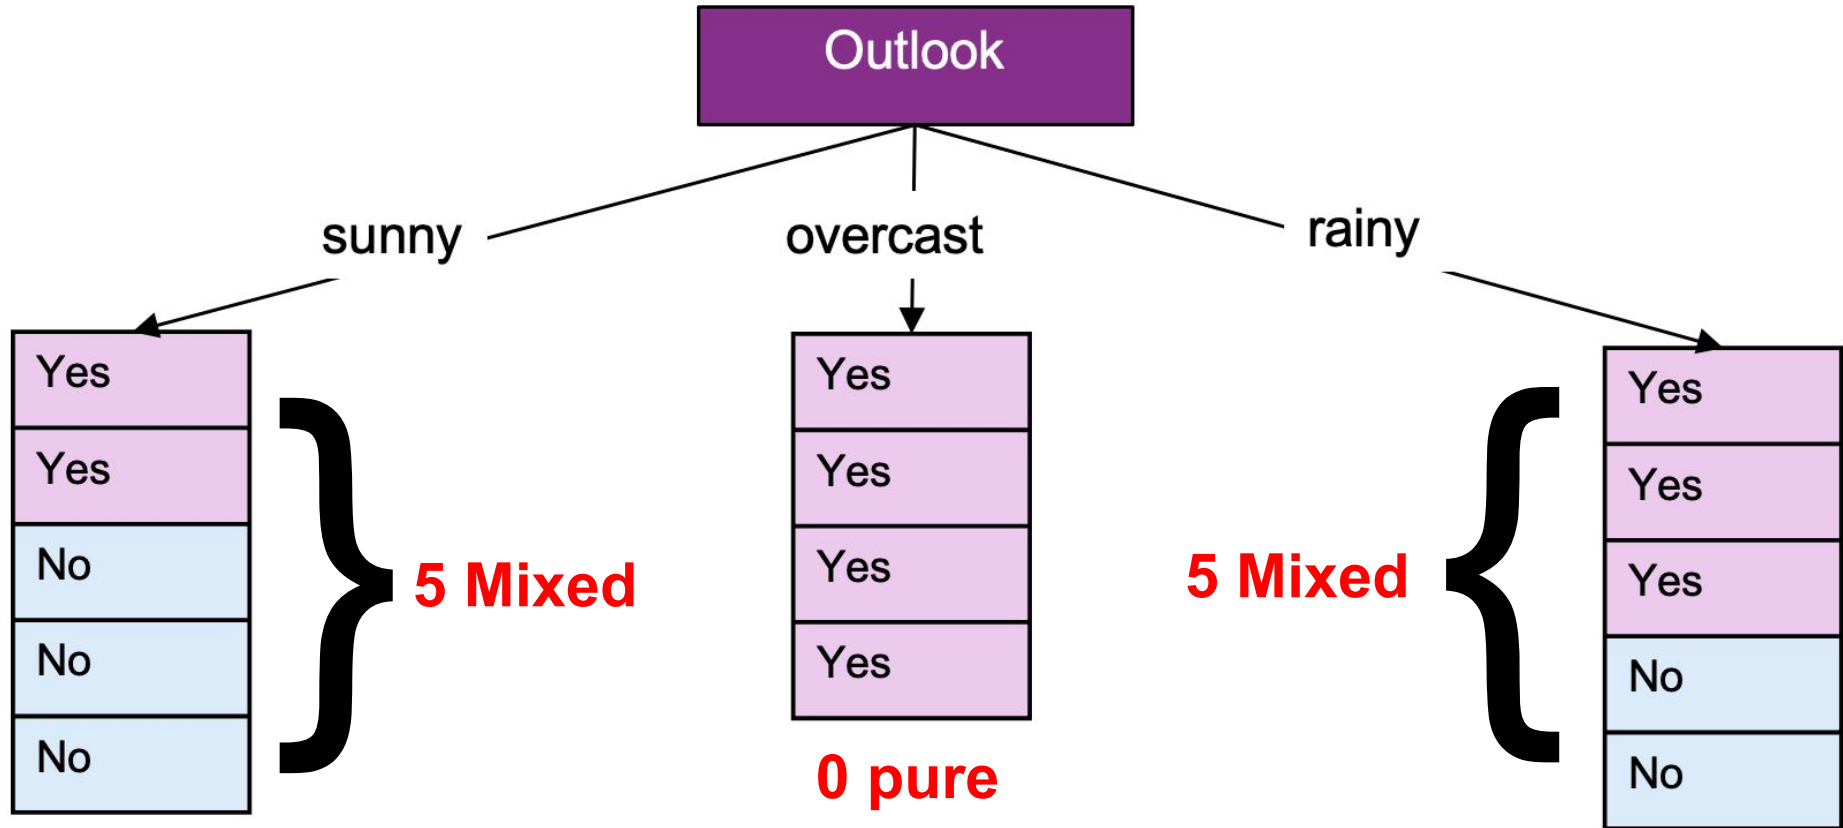 Outlook
sunny
overcast
rainy
Yes
Yes
No
No
No
5 Mixed
Yes
Yes
Yes
Yes
0 pure
5 Mixed
Yes
Yes
Yes
No
No